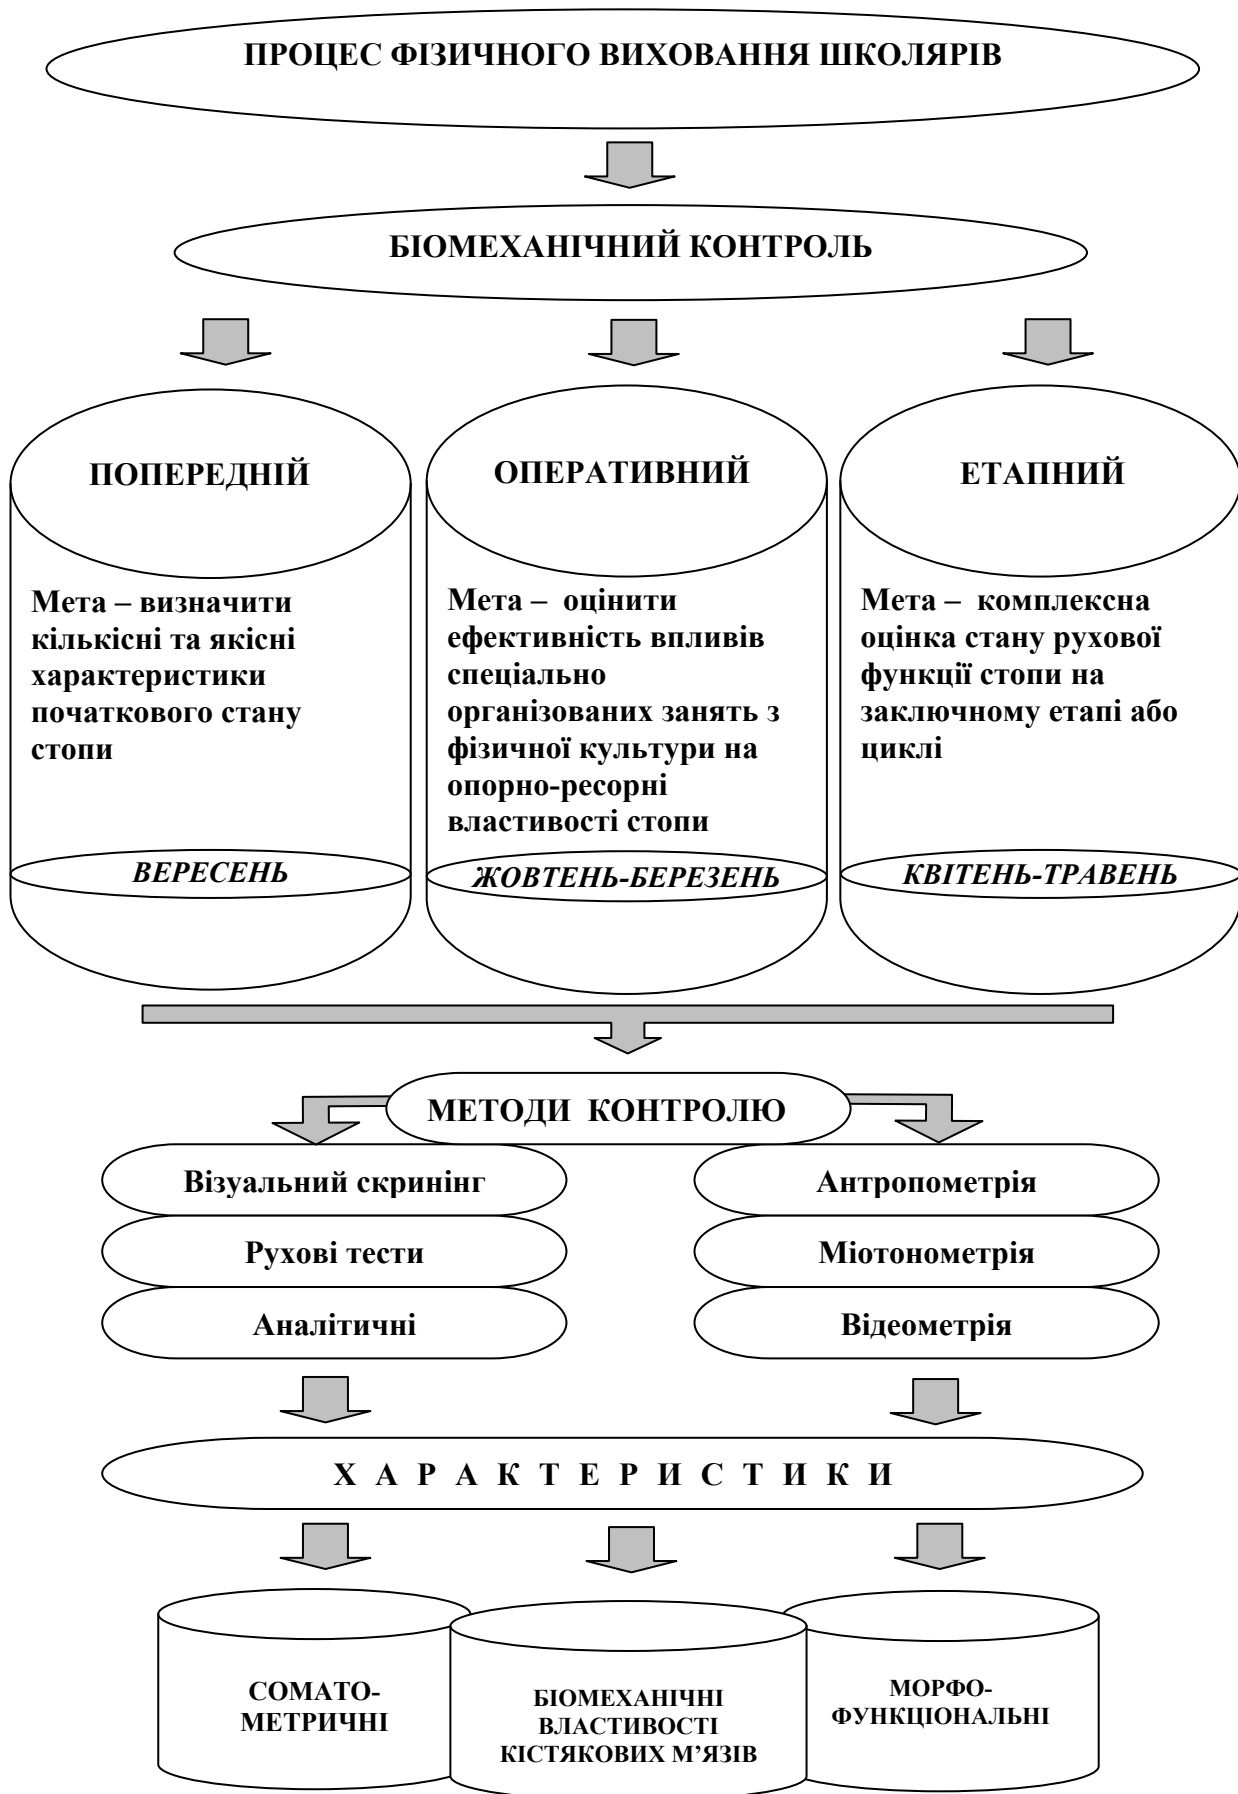 ПРОЦЕС ФІЗИЧНОГО ВИХОВАННЯ ШКОЛЯРІВ
БІОМЕХАНІЧНИЙ КОНТРОЛЬ
ПОПЕРЕДНІЙ
Мета – визначити
кількісні та якісні
характеристики
початкового стану
стопи
ВЕРЕСЕНЬ
ОПЕРАТИВНИЙ
Мета – оцінити
ефективність впливів
спеціально
організованих занять з
фізичної культури на
опорно-ресорні
властивості стопи
ЖОВТЕНЬ-БЕРЕЗЕНЬ
ЕТАПНИЙ
Мета – комплексна
оцінка стану рухової
функції стопи на
заключному етапі або
циклі
КВІТЕНЬ-ТРАВЕНЬ
МЕТОДИ КОНТРОЛЮ
Візуальний скринінг
Рухові тести
Аналітичні
Антропометрія
Міотонометрія
Відеометрія
Х А Р А К Т Е Р И С Т И К И
СОМАТО-
МЕТРИЧНІ
БІОМЕХАНІЧНІ
ВЛАСТИВОСТІ
КІСТЯКОВИХ М’ЯЗІВ
МОРФО-
ФУНКЦІОНАЛЬНІ